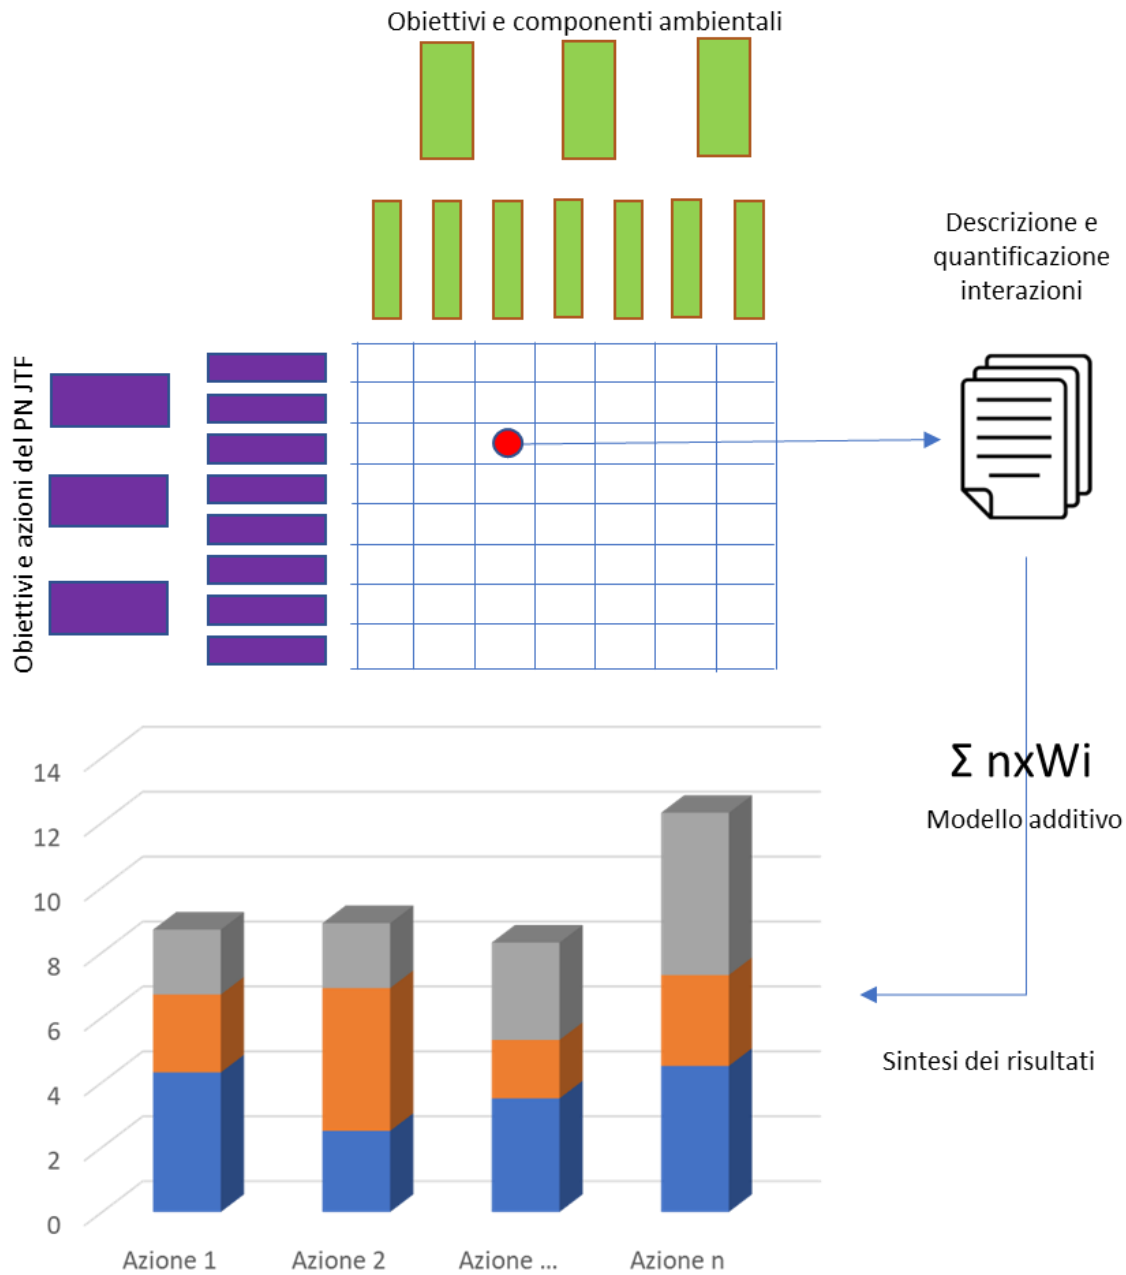 Obiettivi e componenti ambientali
Descrizione e
quantificazione
interazioni
Obiettivi e azioni del PN JTF
Σ nxWi
Modello additivo
Sintesi dei risultati
14
12
10
8
6
4
2
0
Azione 1
Azione 2
Azione ...
Azione n